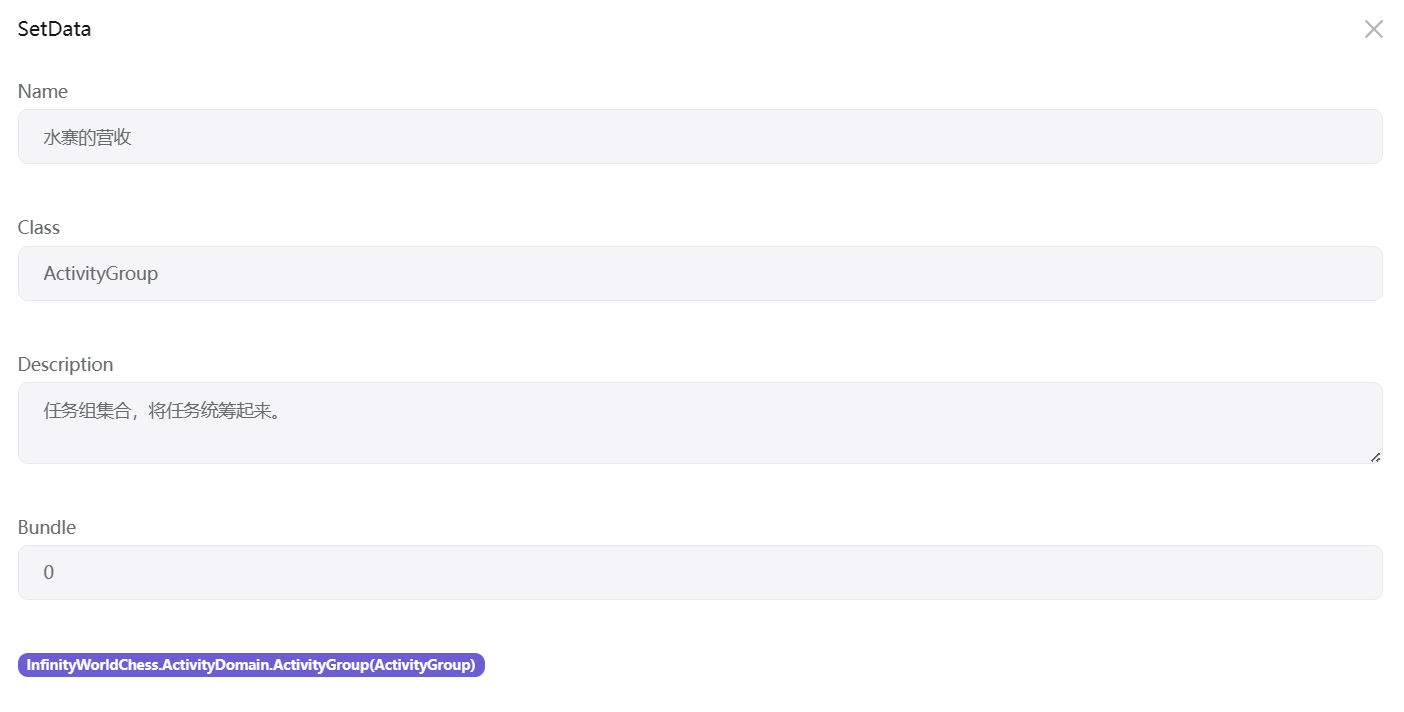 SetData
Name
水寨的营收
Class
ActivityGroup
Description
任务组集合，将任务统筹起来。
Bundle
0
InfinityWorldChess.ActivityDomain.ActivityGroup(ActivityGroup)